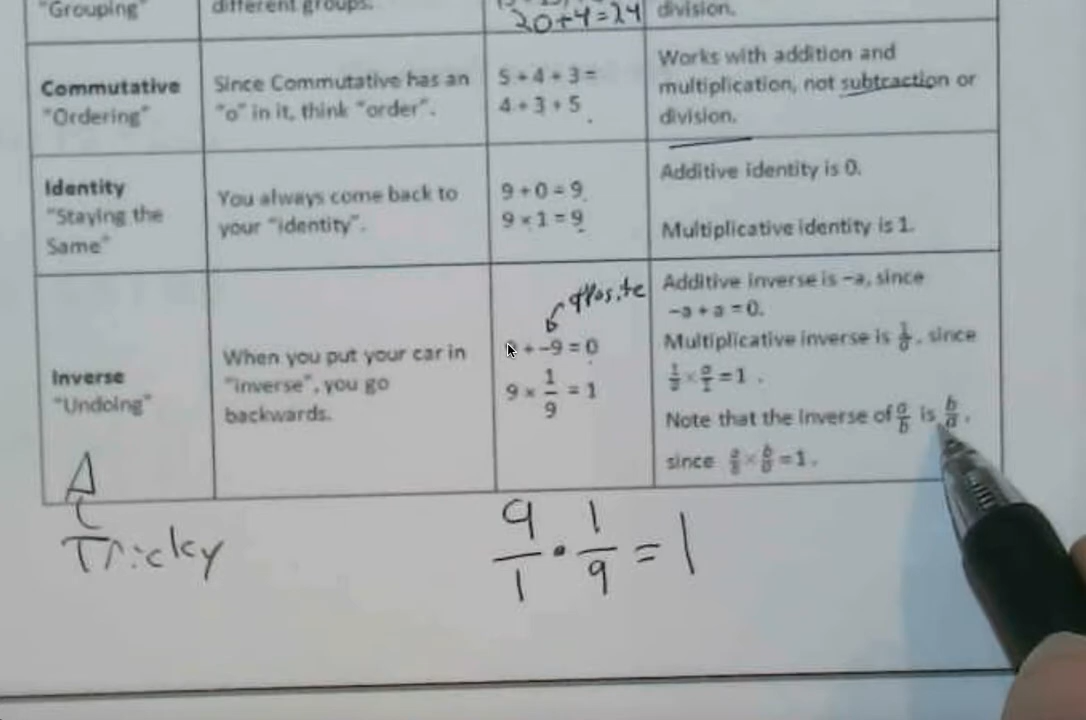 "Grouping"
different groups.
20+4=24
division.
Commutative
"Ordering"
Since Commutative has an
"o" in it, think "order".
5 + 4 + 3 =
4 + 3 + 5
Works with addition and
multiplication, not subtraction or
division.
Identity
"Staying the
Same"
You always come back to
your "identity".
9 + 0 = 9
9 × 1 = 9
Additive identity is 0.
Multiplicative identity is 1.
Inverse
"Undoing"
When you put your car in
"inverse", you go
backwards.
opposite
+ -9 = 0
9 × 1/9 = 1
Additive inverse is –a, since
–a + a = 0.
Multiplicative inverse is 1/a, since
1/a × a/1 = 1.
Note that the inverse of a/b is b/a,
since a/b × b/a = 1.
Tricky
9/1 · 1/9 = 1